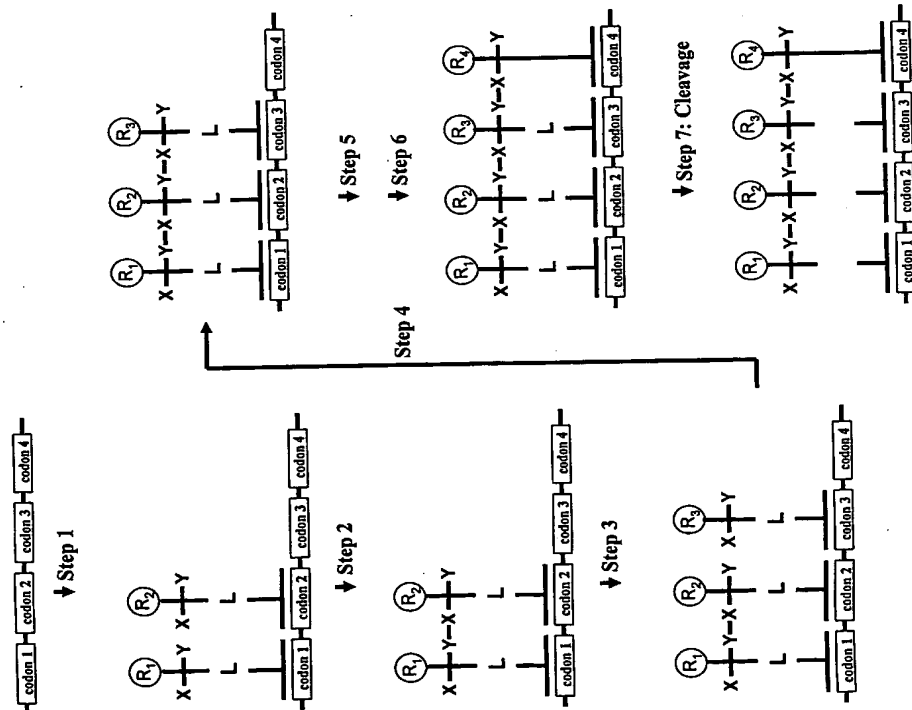 codon 1 codon 2 codon 3 codon 4
Step 1
R₁ R₂
X Y X Y
L L
codon 1 codon 2 codon 3 codon 4
Step 2
R₁ R₂
X Y–X Y
L L
codon 1 codon 2 codon 3 codon 4
Step 3
R₁ R₂ R₃
X Y–X Y X Y
L L L
codon 1 codon 2 codon 3 codon 4
Step 4
R₁ R₂ R₃
X Y–X Y–X Y
L L L
codon 1 codon 2 codon 3 codon 4
Step 5
Step 6
R₁ R₂ R₃ R₄
X Y–X Y–X Y–X Y
L L L
codon 1 codon 2 codon 3 codon 4
Step 7: Cleavage
R₁ R₂ R₃ R₄
X Y–X Y–X Y–X Y
codon 1 codon 2 codon 3 codon 4